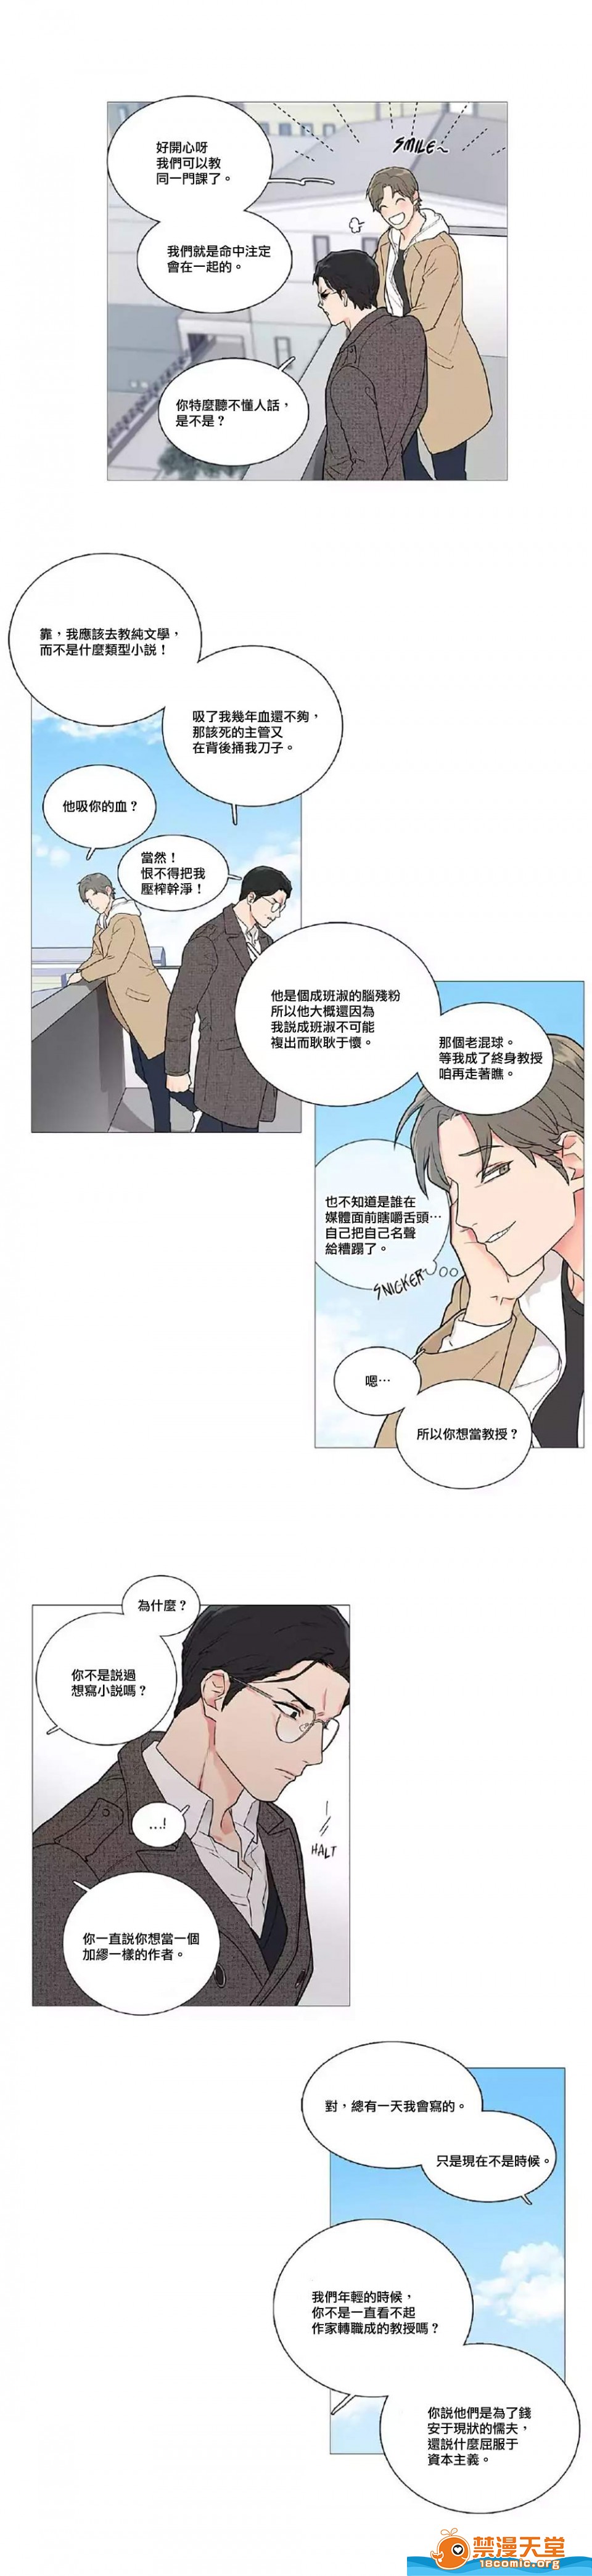 好開心呀
我們可以教
同一門課了。
SMILE~
我們就是命中注定
會在一起的。
你特麼聽不懂人話，
是不是？
靠，我應該去教純文學，
而不是什麼類型小說！
吸了我幾年血還不夠，
那該死的主管又
在背後捅我刀子。
他吸你的血？
當然！
恨不得把我
壓榨幹淨！
他是個成班淑的腦殘粉
所以他大概還因為
我說成班淑不可能
複出而耿耿于懷。
那個老混球。
等我成了終身教授
咱再走著瞧。
也不知道是誰在
媒體面前瞎嚼舌頭…
自己把自己名聲
給糟蹋了。
SNICKER~
嗯…
所以你想當教授？
為什麼？
你不是說過
想寫小說嗎？
...!
HALT
你一直說你想當一個
加繆一樣的作者。
對，總有一天我會寫的。
只是現在不是時候。
我們年輕的時候，
你不是一直看不起
作家轉職成的教授嗎？
你說他們是為了錢
安于現狀的懦夫，
還說什麼屈服于
資本主義。
禁漫天堂
18comic.org